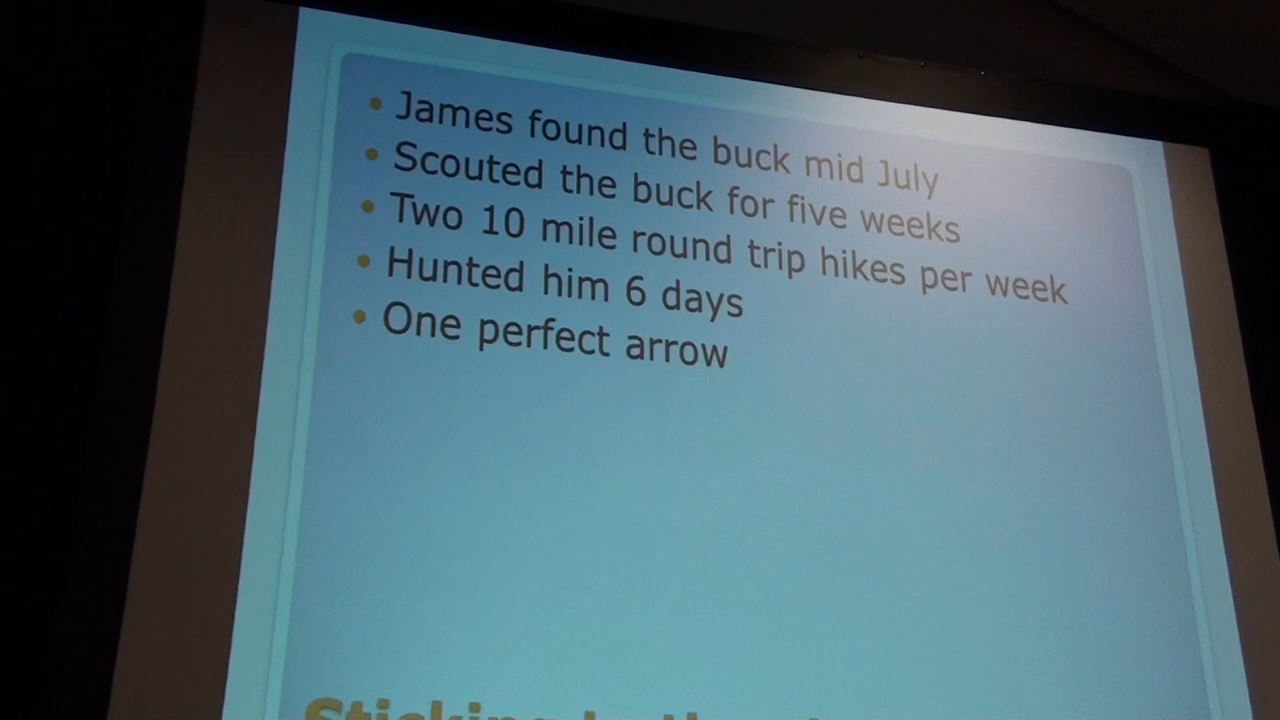 • James found the buck mid July
• Scouted the buck for five weeks
• Two 10 mile round trip hikes per week
• Hunted him 6 days
• One perfect arrow
Sticking